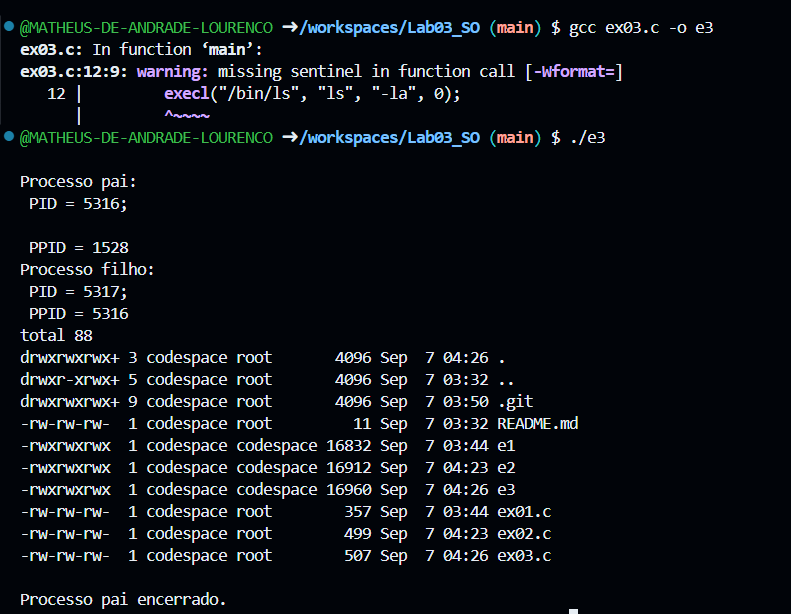 @MATHEUS-DE-ANDRADE-LOURENCO ➜/workspaces/Lab03_SO (main) $ gcc ex03.c -o e3
ex03.c: In function ‘main’:
ex03.c:12:9: warning: missing sentinel in function call [-Wformat=]
   12 |         execl("/bin/ls", "ls", "-la", 0);
      |         ^~~~~
@MATHEUS-DE-ANDRADE-LOURENCO ➜/workspaces/Lab03_SO (main) $ ./e3
Processo pai:
 PID = 5316;
 PPID = 1528
Processo filho:
 PID = 5317;
 PPID = 5316
total 88
drwxrwxrwx+ 3 codespace root       4096 Sep  7 04:26 .
drwxr-xrwx+ 5 codespace root       4096 Sep  7 03:32 ..
drwxrwxrwx+ 9 codespace root       4096 Sep  7 03:50 .git
-rw-rw-rw-  1 codespace root         11 Sep  7 03:32 README.md
-rwxrwxrwx  1 codespace codespace 16832 Sep  7 03:44 e1
-rwxrwxrwx  1 codespace codespace 16912 Sep  7 04:23 e2
-rwxrwxrwx  1 codespace codespace 16960 Sep  7 04:26 e3
-rw-rw-rw-  1 codespace root        357 Sep  7 03:44 ex01.c
-rw-rw-rw-  1 codespace root        499 Sep  7 04:23 ex02.c
-rw-rw-rw-  1 codespace root        507 Sep  7 04:26 ex03.c
Processo pai encerrado.